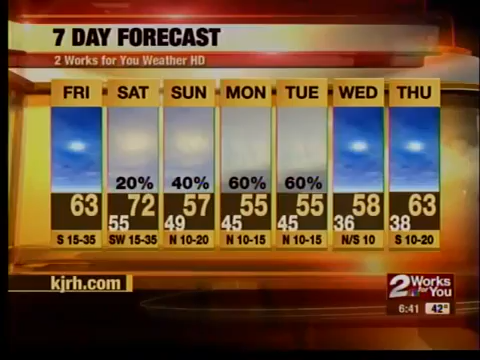 7 DAY FORECAST
2 Works for You Weather HD
FRI SAT SUN MON TUE WED THU
20% 40% 60% 60%
63 72 57 55 55 58 63
55 49 45 45 36 38
S 15-35 SW 15-35 N 10-20 N 10-15 N 10-15 N/S 10 S 10-20
kjrh.com
2 Works for You
6:41 42°